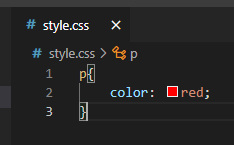 style.css
style.css > p
1 p{
2 color: red;
3 }